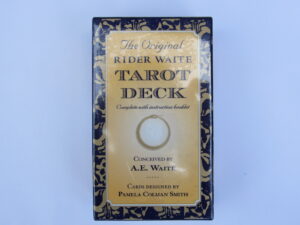 The Original
RIDER WAITE
TAROT
DECK
Complete with instruction booklet
CONCEIVED BY
A.E. WAITE
CARDS DESIGNED BY
PAMELA COLMAN SMITH